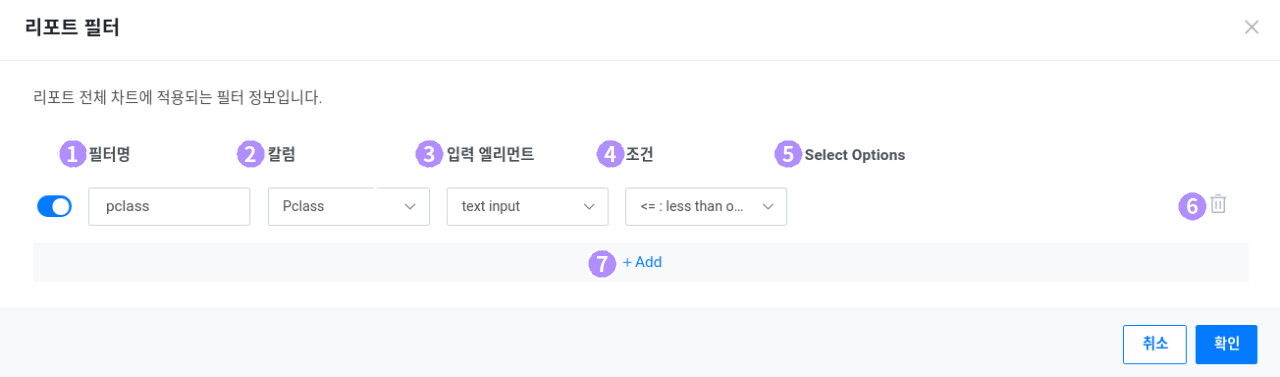 리포트 필터
리포트 전체 차트에 적용되는 필터 정보입니다.
1 필터명 2 칼럼 3 입력 엘리먼트 4 조건 5 Select Options
pclass Pclass text input <= : less than o... 6
7 + Add
취소 확인